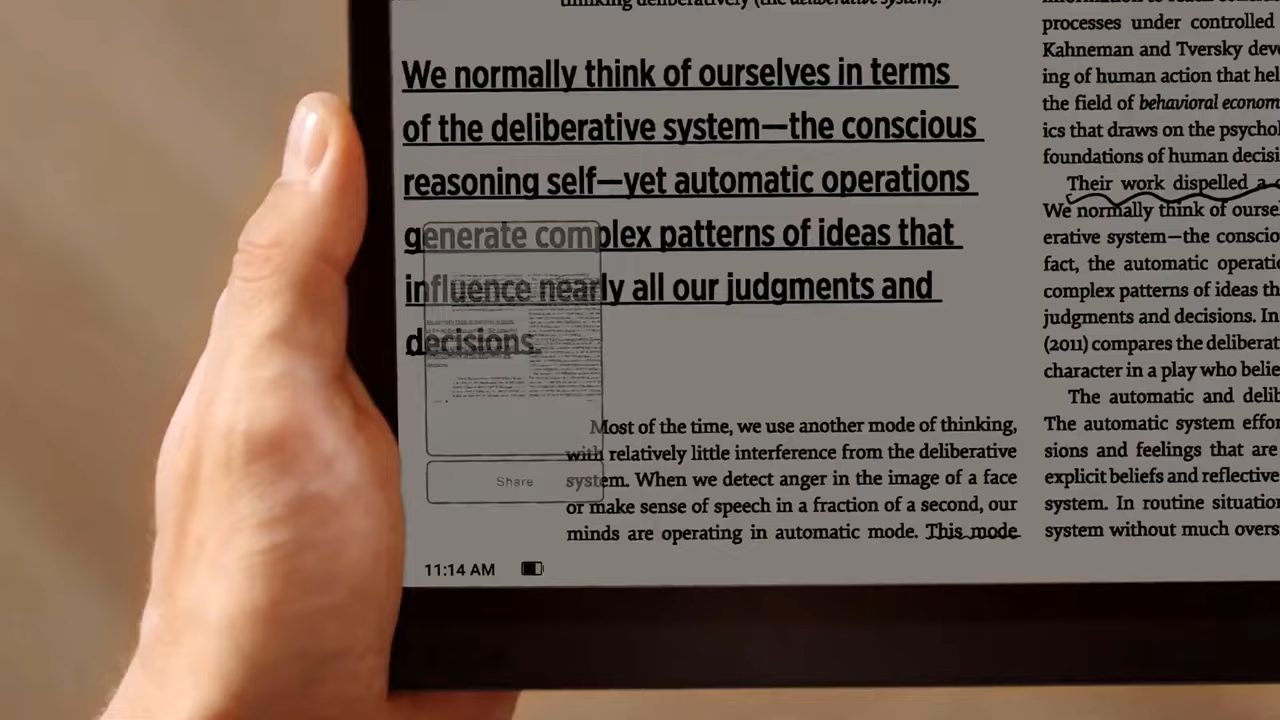 thinking deliberatively (the deliberative system).
We normally think of ourselves in terms
of the deliberative system—the conscious
reasoning self—yet automatic operations
generate complex patterns of ideas that
influence nearly all our judgments and
decisions.
Most of the time, we use another mode of thinking,
with relatively little interference from the deliberative
system. When we detect anger in the image of a face
or make sense of speech in a fraction of a second, our
minds are operating in automatic mode. This mode
processes under controlled
Kahneman and Tversky deve
ing of human action that hel
the field of behavioral econom
ics that draws on the psychol
foundations of human decisi
Their work dispelled a c
We normally think of ourse
erative system—the conscio
fact, the automatic operatio
complex patterns of ideas th
judgments and decisions. In
(2011) compares the deliberati
character in a play who belie
The automatic and delib
The automatic system effor
sions and feelings that are
explicit beliefs and reflective
system. In routine situation
system without much overs
Share
11:14 AM